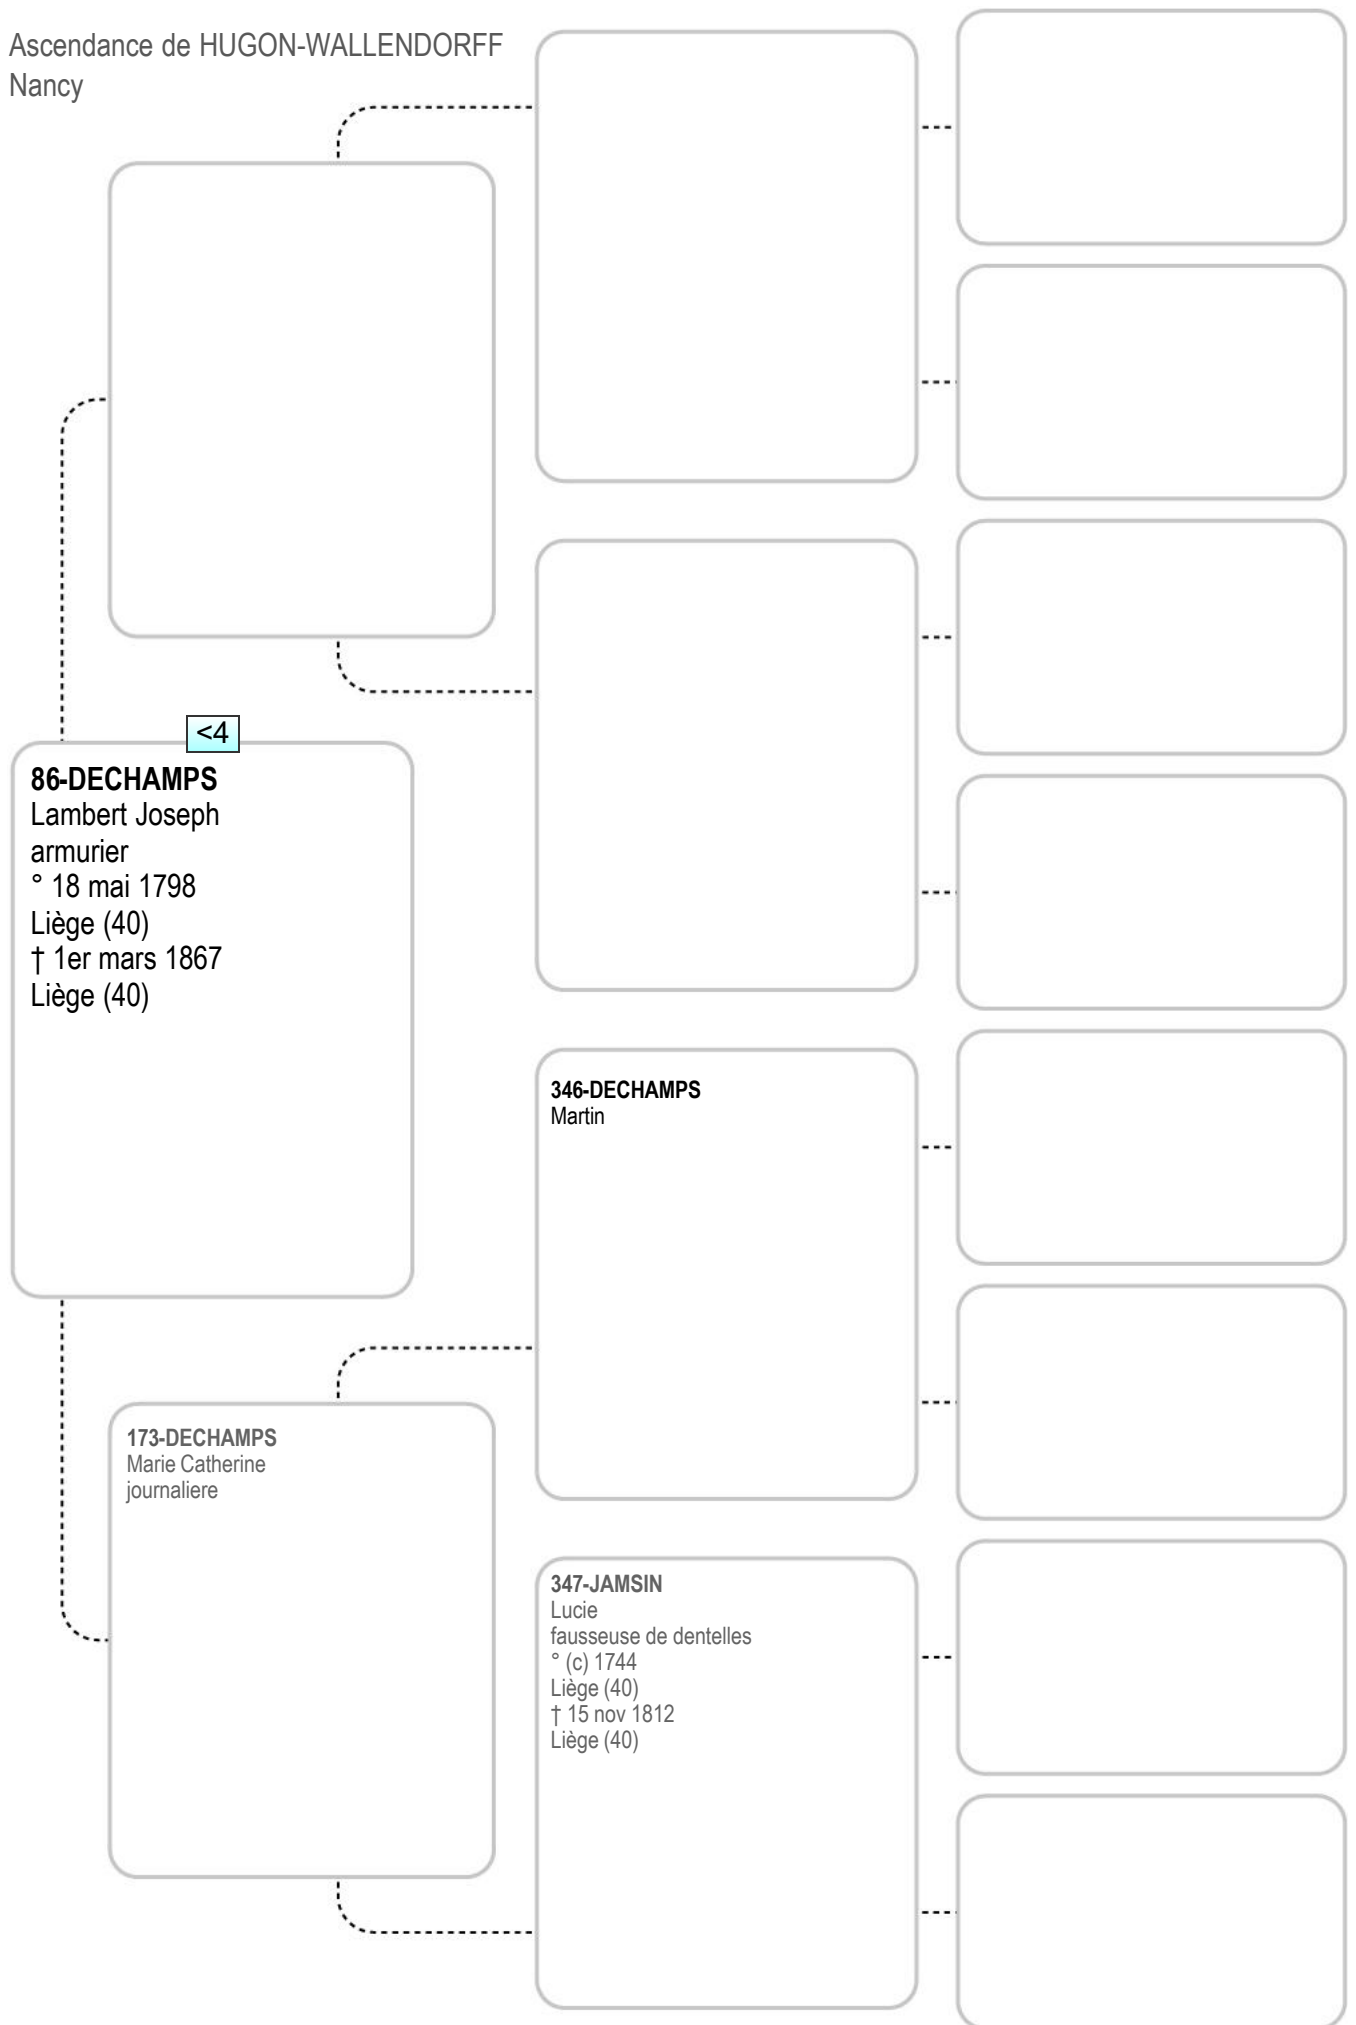 Ascendance de HUGON-WALLENDORFF
Nancy
<4
86-DECHAMPS
Lambert Joseph
armurier
° 18 mai 1798
Liège (40)
† 1er mars 1867
Liège (40)
173-DECHAMPS
Marie Catherine
journaliere
346-DECHAMPS
Martin
347-JAMSIN
Lucie
fausseuse de dentelles
° (c) 1744
Liège (40)
† 15 nov 1812
Liège (40)